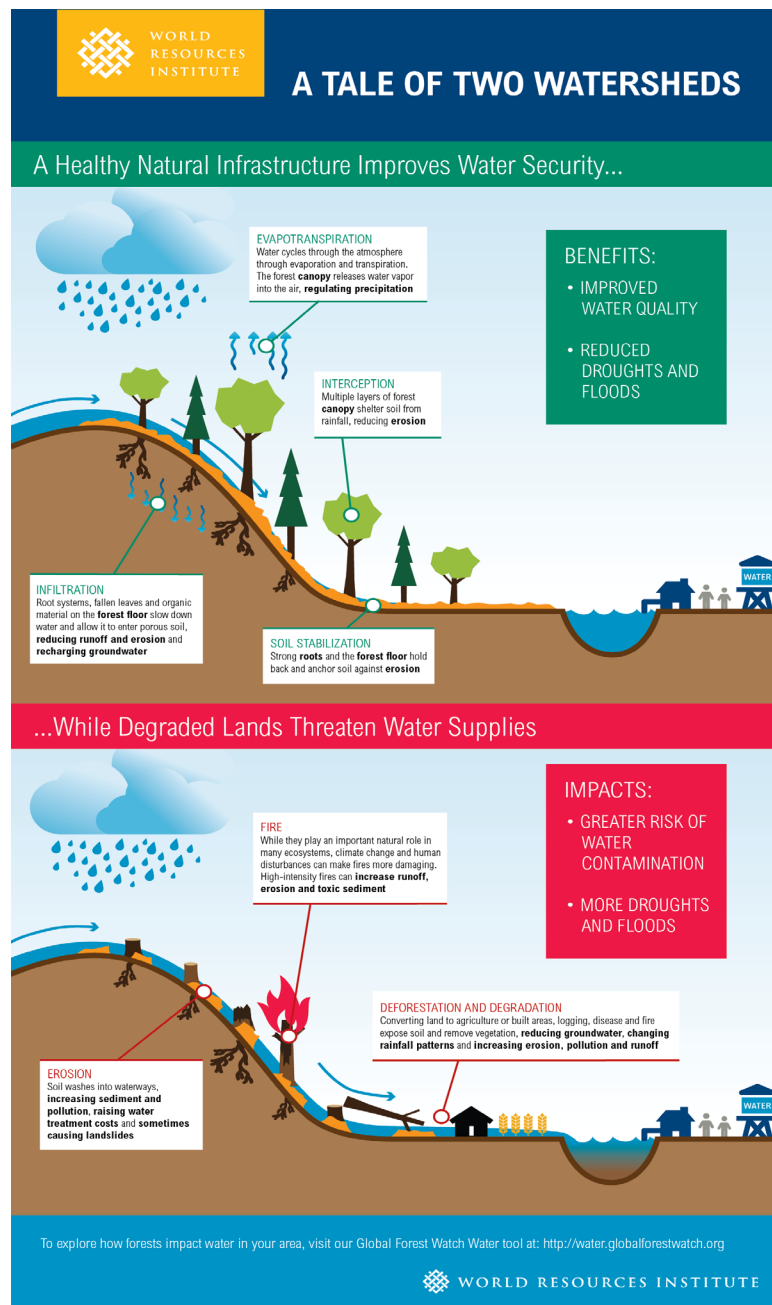 WORLD
RESOURCES
INSTITUTE
A TALE OF TWO WATERSHEDS
A Healthy Natural Infrastructure Improves Water Security...
EVAPOTRANSPIRATION
Water cycles through the atmosphere
through evaporation and transpiration.
The forest canopy releases water vapor
into the air, regulating precipitation
BENEFITS:
• IMPROVED
WATER QUALITY
• REDUCED
DROUGHTS AND
FLOODS
INTERCEPTION
Multiple layers of forest
canopy shelter soil from
rainfall, reducing erosion
INFILTRATION
Root systems, fallen leaves and organic
material on the forest floor slow down
water and allow it to enter porous soil,
reducing runoff and erosion and
recharging groundwater
SOIL STABILIZATION
Strong roots and the forest floor hold
back and anchor soil against erosion
WATER
...While Degraded Lands Threaten Water Supplies
IMPACTS:
• GREATER RISK OF
WATER
CONTAMINATION
• MORE DROUGHTS
AND FLOODS
FIRE
While they play an important natural role in
many ecosystems, climate change and human
disturbances can make fires more damaging.
High-intensity fires can increase runoff,
erosion and toxic sediment
DEFORESTATION AND DEGRADATION
Converting land to agriculture or built areas, logging, disease and fire
expose soil and remove vegetation, reducing groundwater, changing
rainfall patterns and increasing erosion, pollution and runoff
EROSION
Soil washes into waterways,
increasing sediment and
pollution, raising water
treatment costs and sometimes
causing landslides
WATER
To explore how forests impact water in your area, visit our Global Forest Watch Water tool at: http://water.globalforestwatch.org
WORLD RESOURCES INSTITUTE